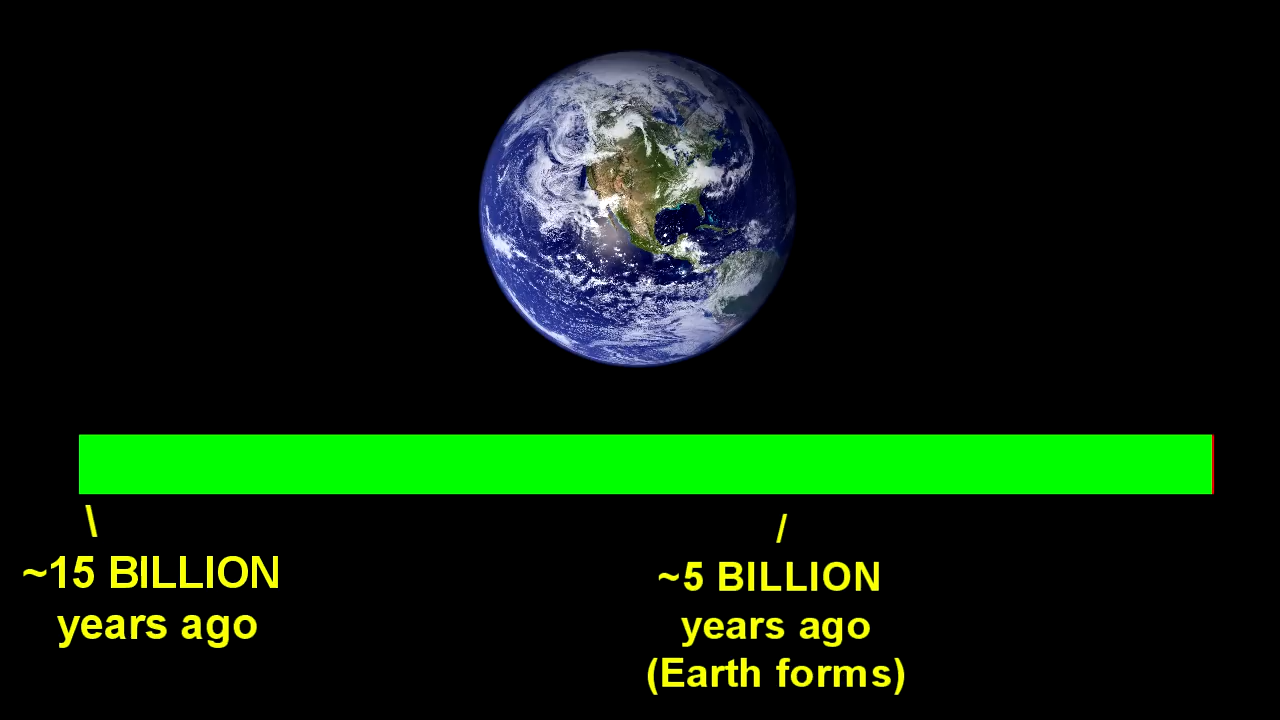 \
~15 BILLION
years ago
/
~5 BILLION
years ago
(Earth forms)